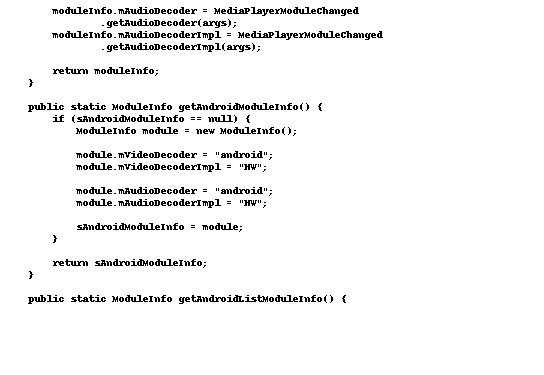 moduleInfo.mAudioDecoder = MediaPlayerModuleChanged
.getAudioDecoder(args);
moduleInfo.mAudioDecoderImpl = MediaPlayerModuleChanged
.getAudioDecoderImpl(args);
return moduleInfo;
}
public static ModuleInfo getAndroidModuleInfo() {
if (sAndroidModuleInfo == null) {
ModuleInfo module = new ModuleInfo();
module.mVideoDecoder = "android";
module.mVideoDecoderImpl = "HW";
module.mAudioDecoder = "android";
module.mAudioDecoderImpl = "HW";
sAndroidModuleInfo = module;
}
return sAndroidModuleInfo;
}
public static ModuleInfo getAndroidListModuleInfo() {